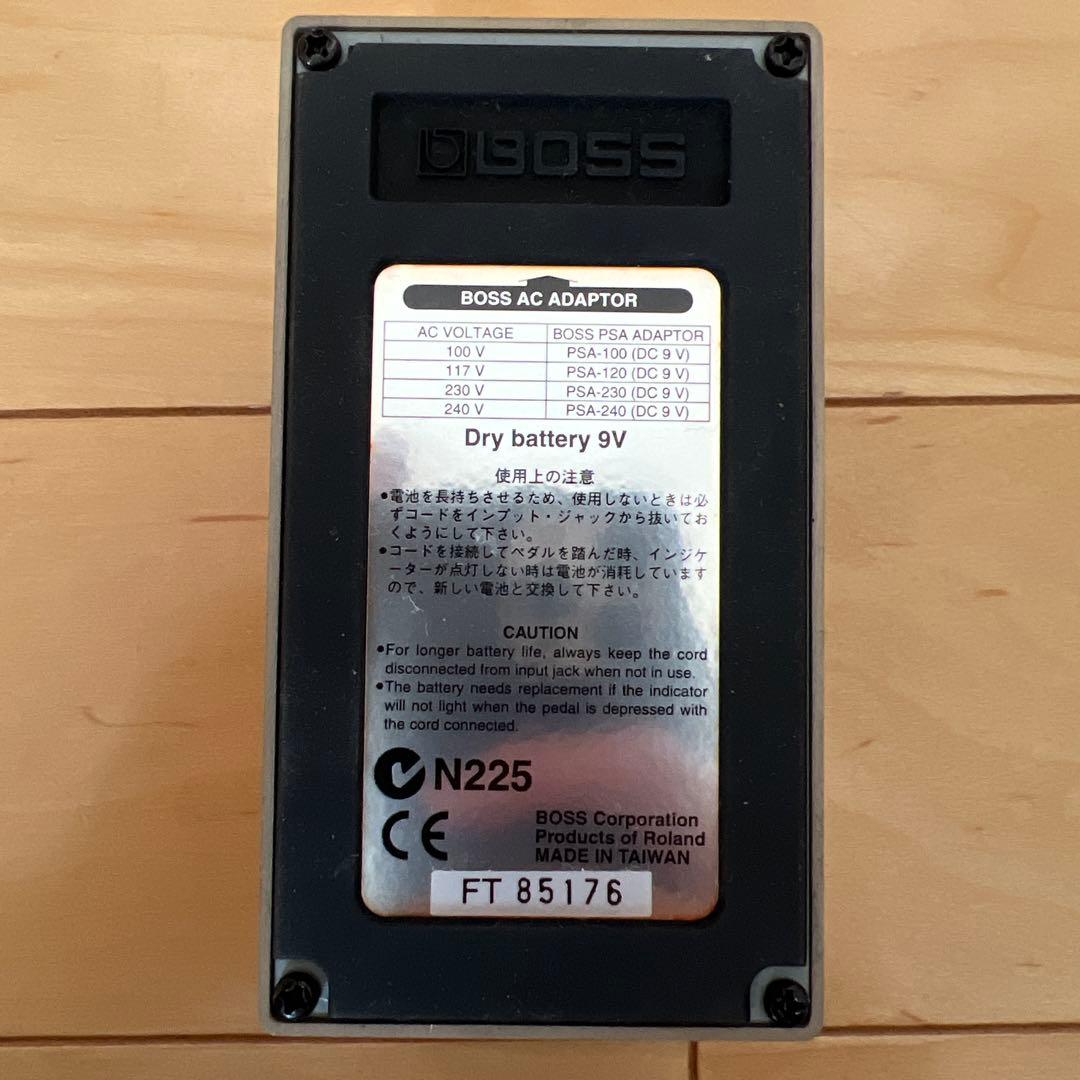 BOSS
BOSS AC ADAPTOR
AC VOLTAGE BOSS PSA ADAPTOR
100 V PSA-100 (DC 9 V)
117 V PSA-120 (DC 9 V)
230 V PSA-230 (DC 9 V)
240 V PSA-240 (DC 9 V)
Dry battery 9V
使用上の注意
●電池を長持ちさせるため、使用しないときは必
ずコードをインプット・ジャックから抜いてお
くようにして下さい。
●コードを接続してペダルを踏んだ時、インジケ
ーターが点灯しない時は電池が消耗しています
ので、新しい電池と交換して下さい。
CAUTION
●For longer battery life, always keep the cord
disconnected from input jack when not in use.
●The battery needs replacement if the indicator
will not light when the pedal is depressed with
the cord connected.
N225
CE
BOSS Corporation
Products of Roland
MADE IN TAIWAN
FT 85176